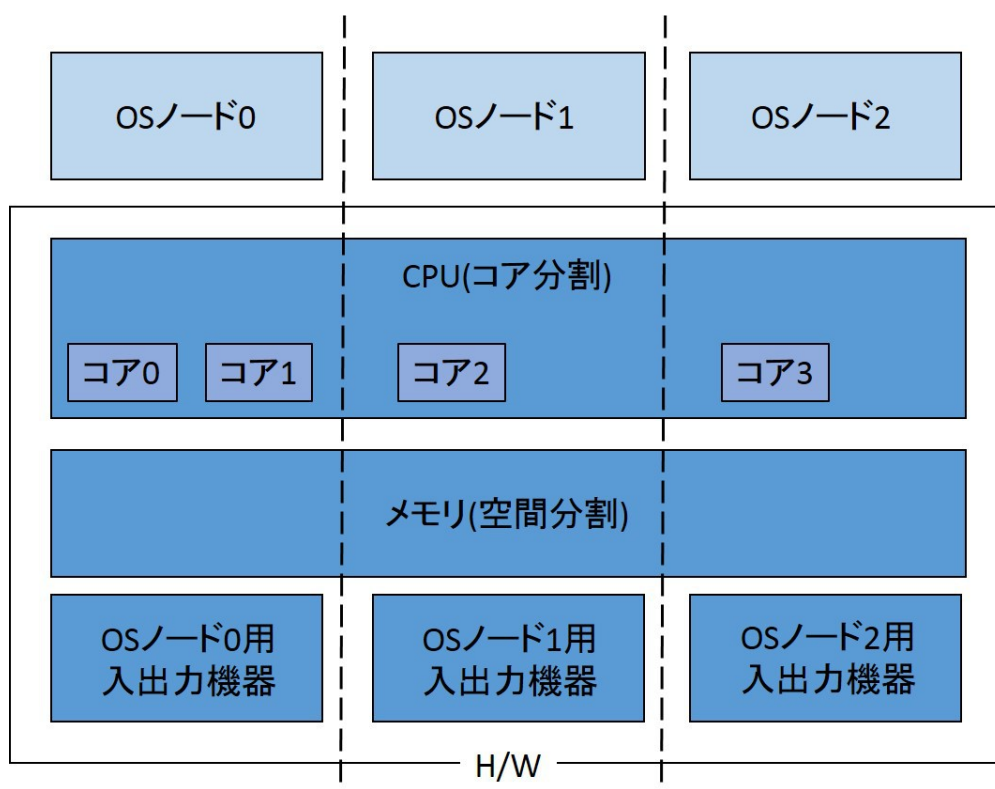 OSノード0
OSノード1
OSノード2
CPU(コア分割)
コア0
コア1
コア2
コア3
メモリ(空間分割)
OSノード0用
入出力機器
OSノード1用
入出力機器
OSノード2用
入出力機器
H/W